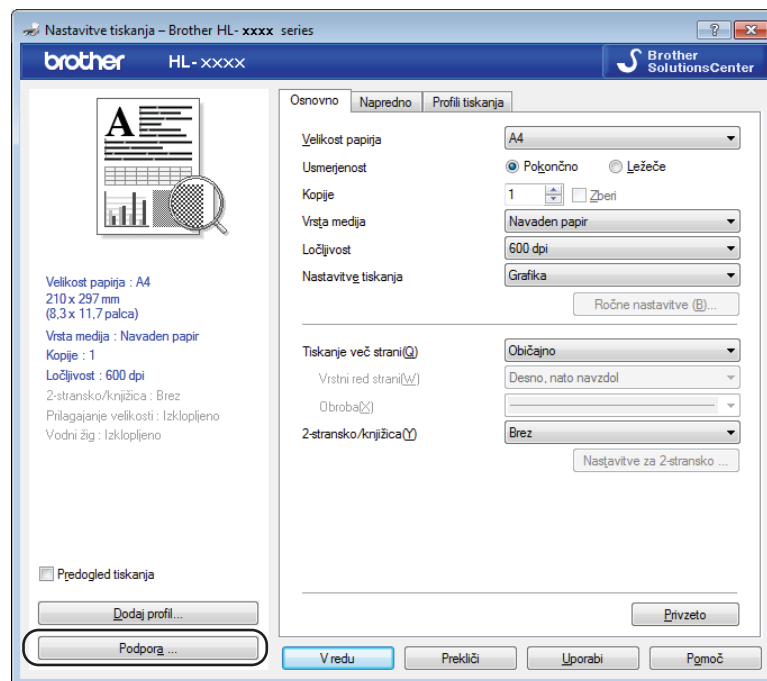 Nastavitve tiskanja – Brother HL- xxxx series
brother HL-xxxx
Brother
SolutionsCenter
A
Velikost papirja : A4
210 x 297 mm
(8,3 x 11,7 palca)
Vrsta medija : Navaden papir
Kopije : 1
Ločljivost : 600 dpi
2-stransko/knjižica : Brez
Prilagajanje velikosti : Izklopljeno
Vodni žig : Izklopljeno
Predogled tiskanja
Dodaj profil...
Podpora ...
Osnovno Napredno Profili tiskanja
Velikost papirja A4
Usmerjenost Pokončno Ležeče
Kopije 1 Zberi
Vrsta medija Navaden papir
Ločljivost 600 dpi
Nastavitve tiskanja Grafika
Ročne nastavitve (B)...
Tiskanje več strani(Q) Običajno
Vrstni red strani(W) Desno, nato navzdol
Obroba(X)
2-stransko/knjižica(Y) Brez
Nastavitve za 2-stransko ...
Privzeto
V redu Prekliči Uporabi Pomoč